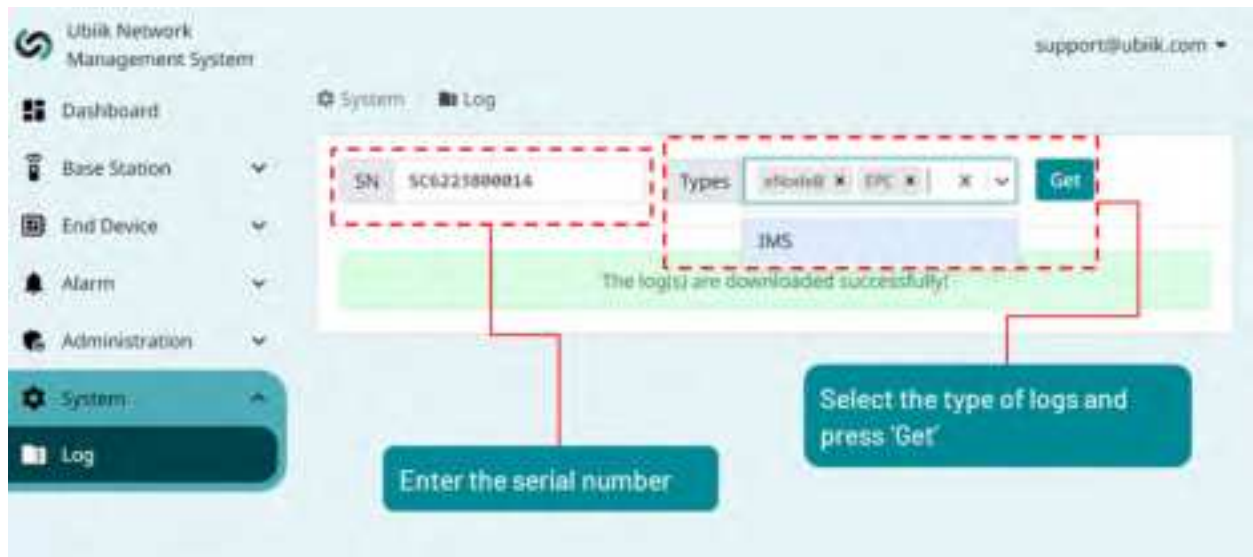 Ubiik Network
Management System
support@ubiik.com
Dashboard
System / Log
Base Station
SN SC6223800014
Types eNodeB × EPC × Get
End Device
IMS
Alarm
The log(s) are downloaded successfully!
Administration
System
Select the type of logs and
press 'Get'
Log
Enter the serial number